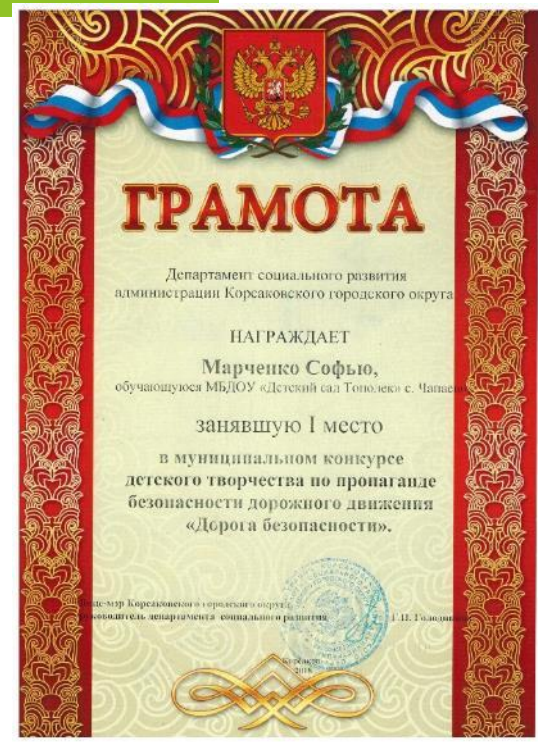 ГРАМОТА
Департамент социального развития
администрации Корсаковского городского округа
НАГРАЖДАЕТ
Марченко Софью,
обучающуюся МБДОУ «Детский сад Тополек» с.
занявшую I место
в муниципальном конкурсе
детского творчества по пропаганде
безопасности дорожного движения
«Дорога безопасности».
Вице-мэр Корсаковского городского округа,
руководитель департамента социального развития Г.П.
Корсаков
2018